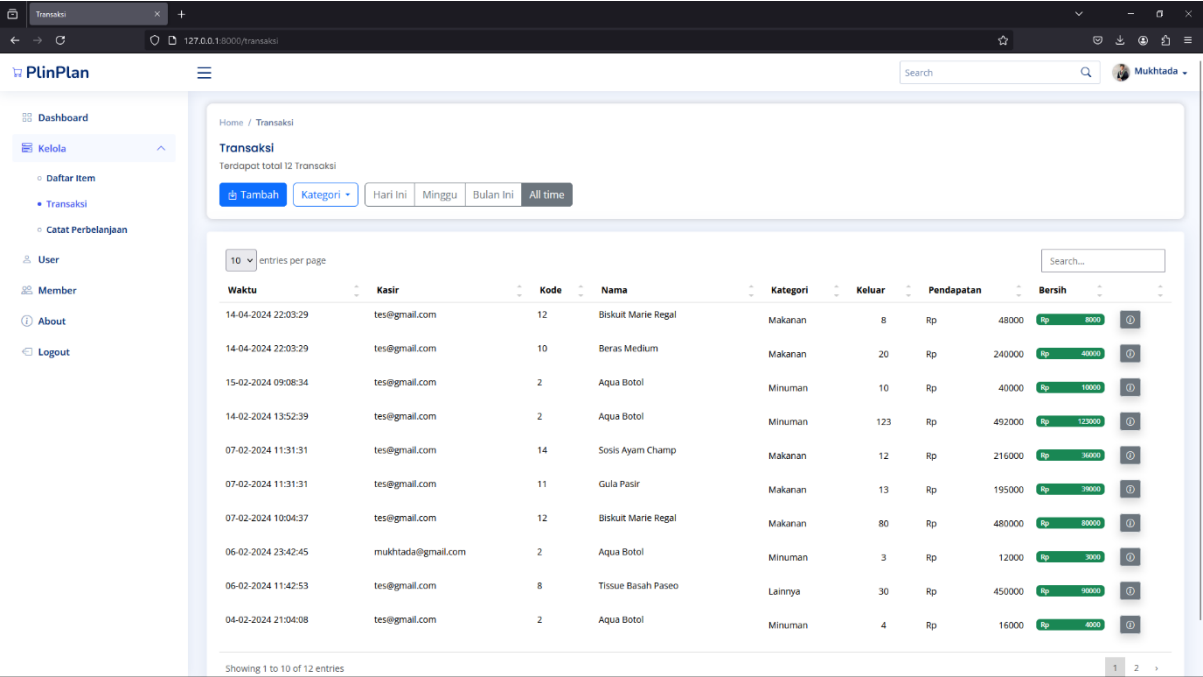 Transaksi
127.0.0.1:8000/transaksi
PlinPlan
Search
Mukhtada
Dashboard
Kelola
Daftar Item
Transaksi
Catat Perbelanjaan
User
Member
About
Logout
Home / Transaksi
Transaksi
Terdapat total 12 Transaksi
Tambah Kategori Hari Ini Minggu Bulan Ini All time
10 entries per page
Search...
Waktu Kasir Kode Nama Kategori Keluar Pendapatan Bersih
14-04-2024 22:03:29 tes@gmail.com 12 Biskuit Marie Regal Makanan 8 Rp 48000 Rp 8000
14-04-2024 22:03:29 tes@gmail.com 10 Beras Medium Makanan 20 Rp 240000 Rp 40000
15-02-2024 09:08:34 tes@gmail.com 2 Aqua Botol Minuman 10 Rp 40000 Rp 10000
14-02-2024 13:52:39 tes@gmail.com 2 Aqua Botol Minuman 123 Rp 492000 Rp 123000
07-02-2024 11:31:31 tes@gmail.com 14 Sosis Ayam Champ Makanan 12 Rp 216000 Rp 36000
07-02-2024 11:31:31 tes@gmail.com 11 Gula Pasir Makanan 13 Rp 195000 Rp 39000
07-02-2024 10:04:37 tes@gmail.com 12 Biskuit Marie Regal Makanan 80 Rp 480000 Rp 80000
06-02-2024 23:42:45 mukhtada@gmail.com 2 Aqua Botol Minuman 3 Rp 12000 Rp 3000
06-02-2024 11:42:53 tes@gmail.com 8 Tissue Basah Paseo Lainnya 30 Rp 450000 Rp 90000
04-02-2024 21:04:08 tes@gmail.com 2 Aqua Botol Minuman 4 Rp 16000 Rp 4000
Showing 1 to 10 of 12 entries
1 2 ›